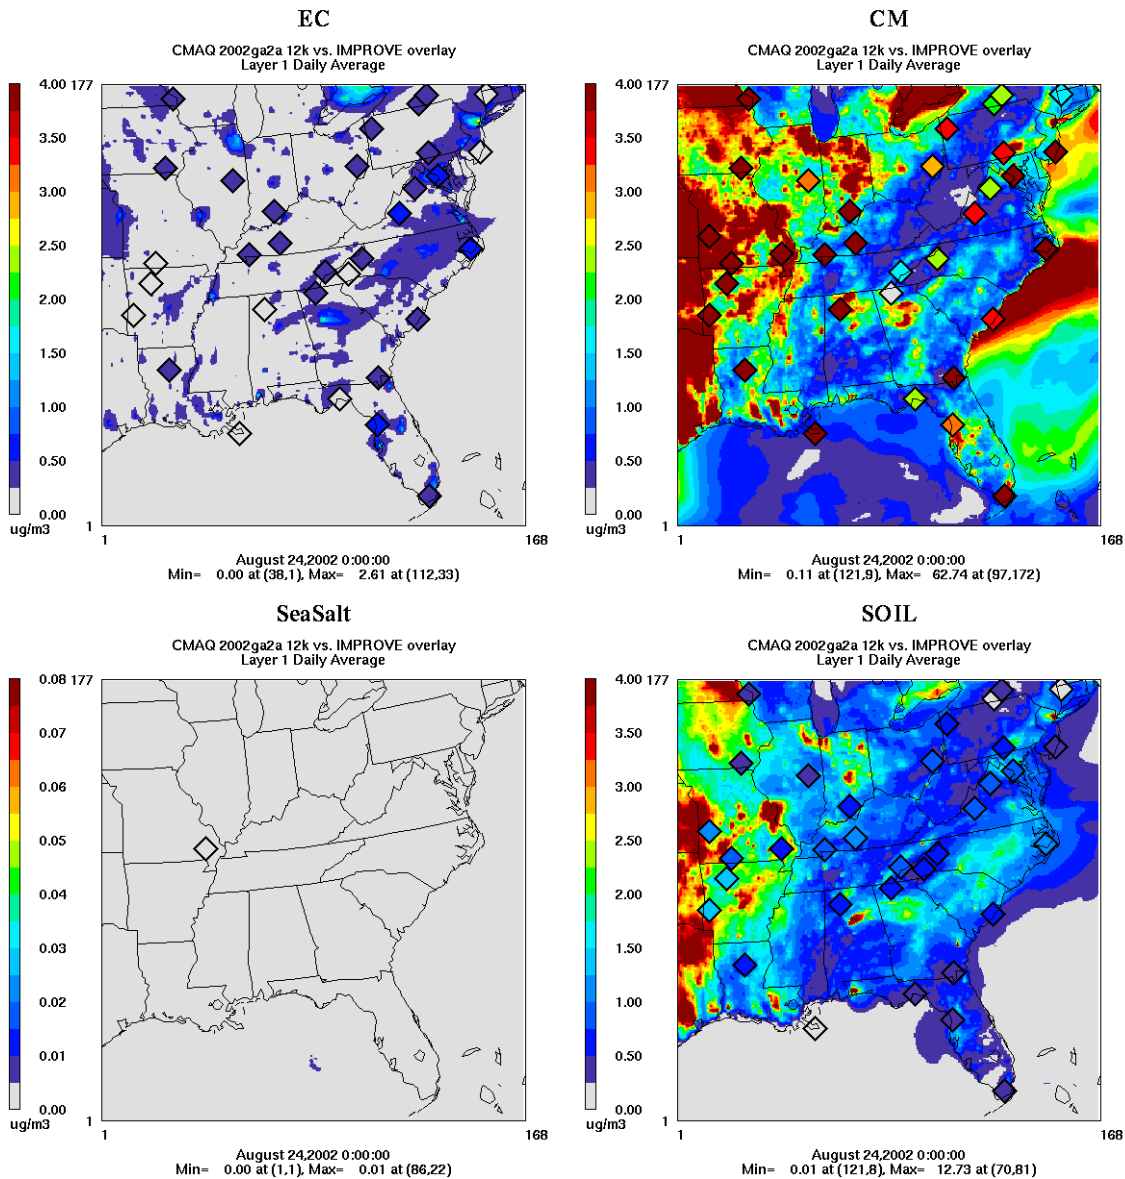 EC
CMAQ 2002ga2a 12k vs. IMPROVE overlay
Layer 1 Daily Average
4.00 177
3.50
3.00
2.50
2.00
1.50
1.00
0.50
0.00
ug/m3
1
1 168
August 24,2002 0:00:00
Min= 0.00 at (38,1), Max= 2.61 at (112,33)
CM
CMAQ 2002ga2a 12k vs. IMPROVE overlay
Layer 1 Daily Average
4.00 177
3.50
3.00
2.50
2.00
1.50
1.00
0.50
0.00
ug/m3
1
1 168
August 24,2002 0:00:00
Min= 0.11 at (121,9), Max= 62.74 at (97,172)
SeaSalt
CMAQ 2002ga2a 12k vs. IMPROVE overlay
Layer 1 Daily Average
0.08 177
0.07
0.06
0.05
0.04
0.03
0.02
0.01
0.00
ug/m3
1
1 168
August 24,2002 0:00:00
Min= 0.00 at (1,1), Max= 0.01 at (86,22)
SOIL
CMAQ 2002ga2a 12k vs. IMPROVE overlay
Layer 1 Daily Average
4.00 177
3.50
3.00
2.50
2.00
1.50
1.00
0.50
0.00
ug/m3
1
1 168
August 24,2002 0:00:00
Min= 0.01 at (121,8), Max= 12.73 at (70,81)